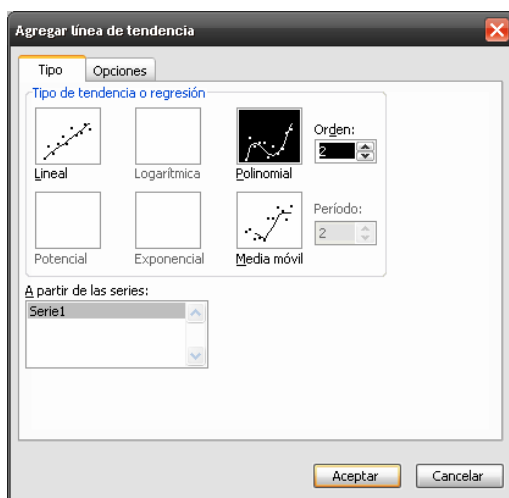 Agregar línea de tendencia
Tipo
Opciones
Tipo de tendencia o regresión
Lineal
Logarítmica
Polinomial
Orden:
2
Potencial
Exponencial
Media móvil
Período:
2
A partir de las series:
Serie1
Aceptar
Cancelar